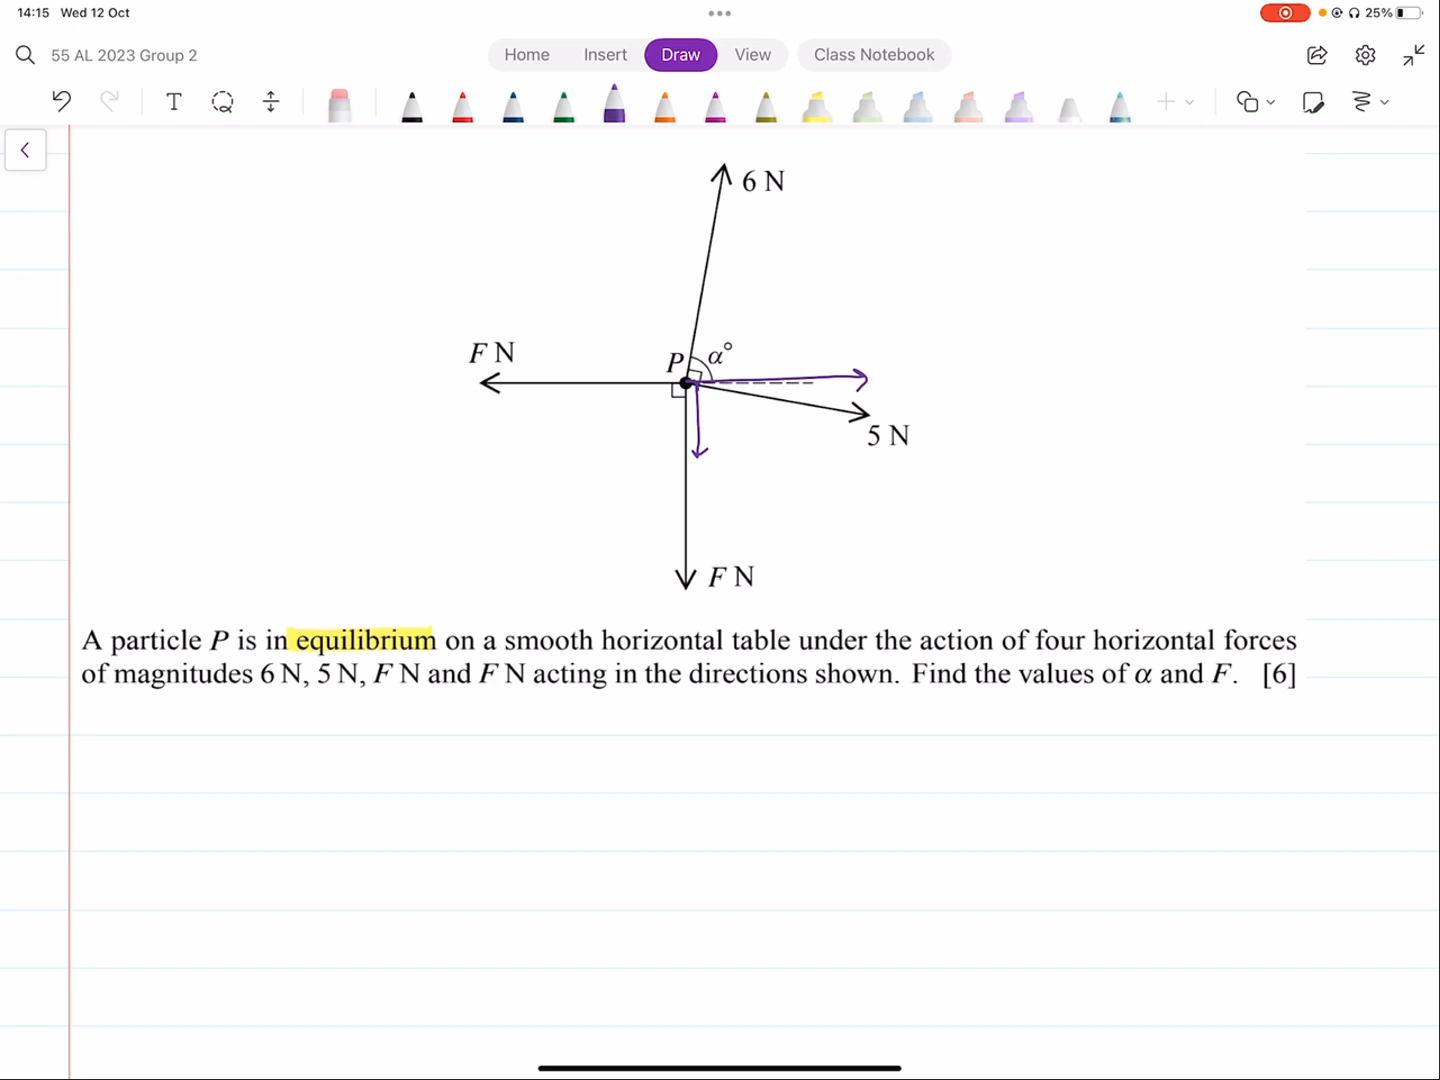 14:15 Wed 12 Oct
25%
55 AL 2023 Group 2
Home Insert Draw View Class Notebook
T
6 N
F N
P α°
5 N
F N
A particle P is in equilibrium on a smooth horizontal table under the action of four horizontal forces
of magnitudes 6 N, 5 N, F N and F N acting in the directions shown. Find the values of α and F. [6]